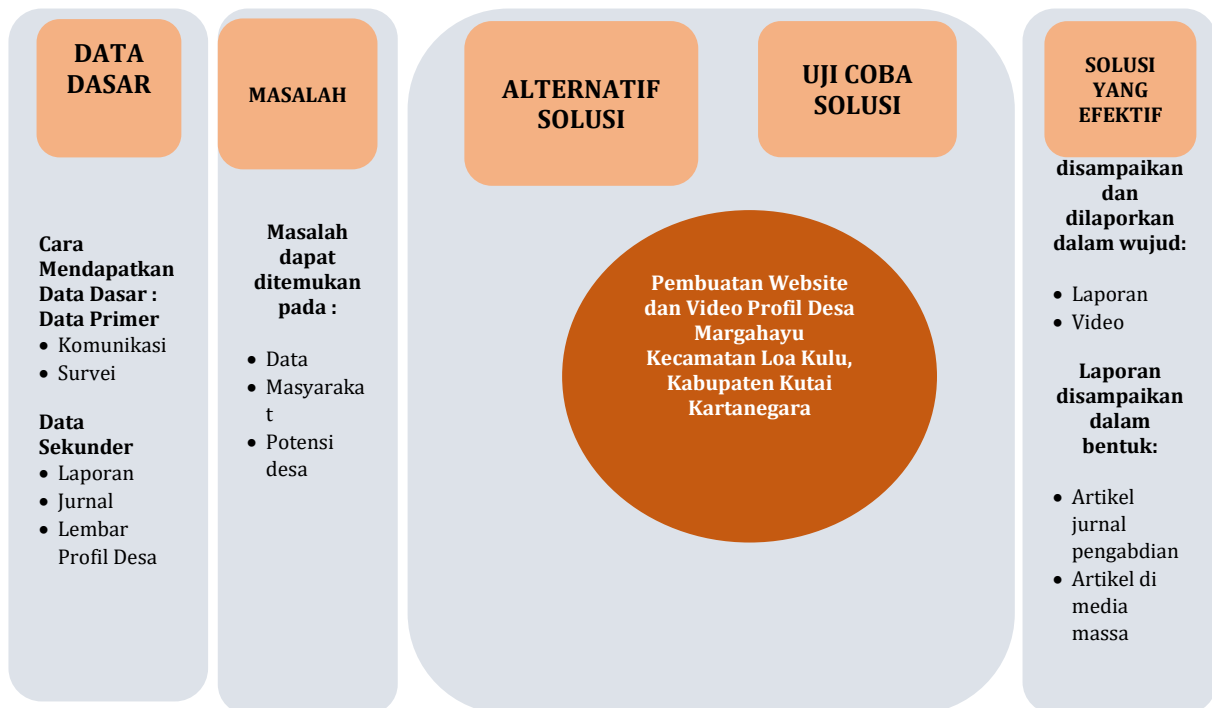 DATA
DASAR
Cara
Mendapatkan
Data Dasar :
Data Primer
• Komunikasi
• Survei
Data
Sekunder
• Laporan
• Jurnal
• Lembar
Profil Desa
MASALAH
Masalah
dapat
ditemukan
pada :
• Data
• Masyaraka
t
• Potensi
desa
ALTERNATIF
SOLUSI
UJI COBA
SOLUSI
Pembuatan Website
dan Video Profil Desa
Margahayu
Kecamatan Loa Kulu,
Kabupaten Kutai
Kartanegara
SOLUSI
YANG
EFEKTIF
disampaikan
dan
dilaporkan
dalam wujud:
• Laporan
• Video
Laporan
disampaikan
dalam
bentuk:
• Artikel
jurnal
pengabdian
• Artikel di
media
massa